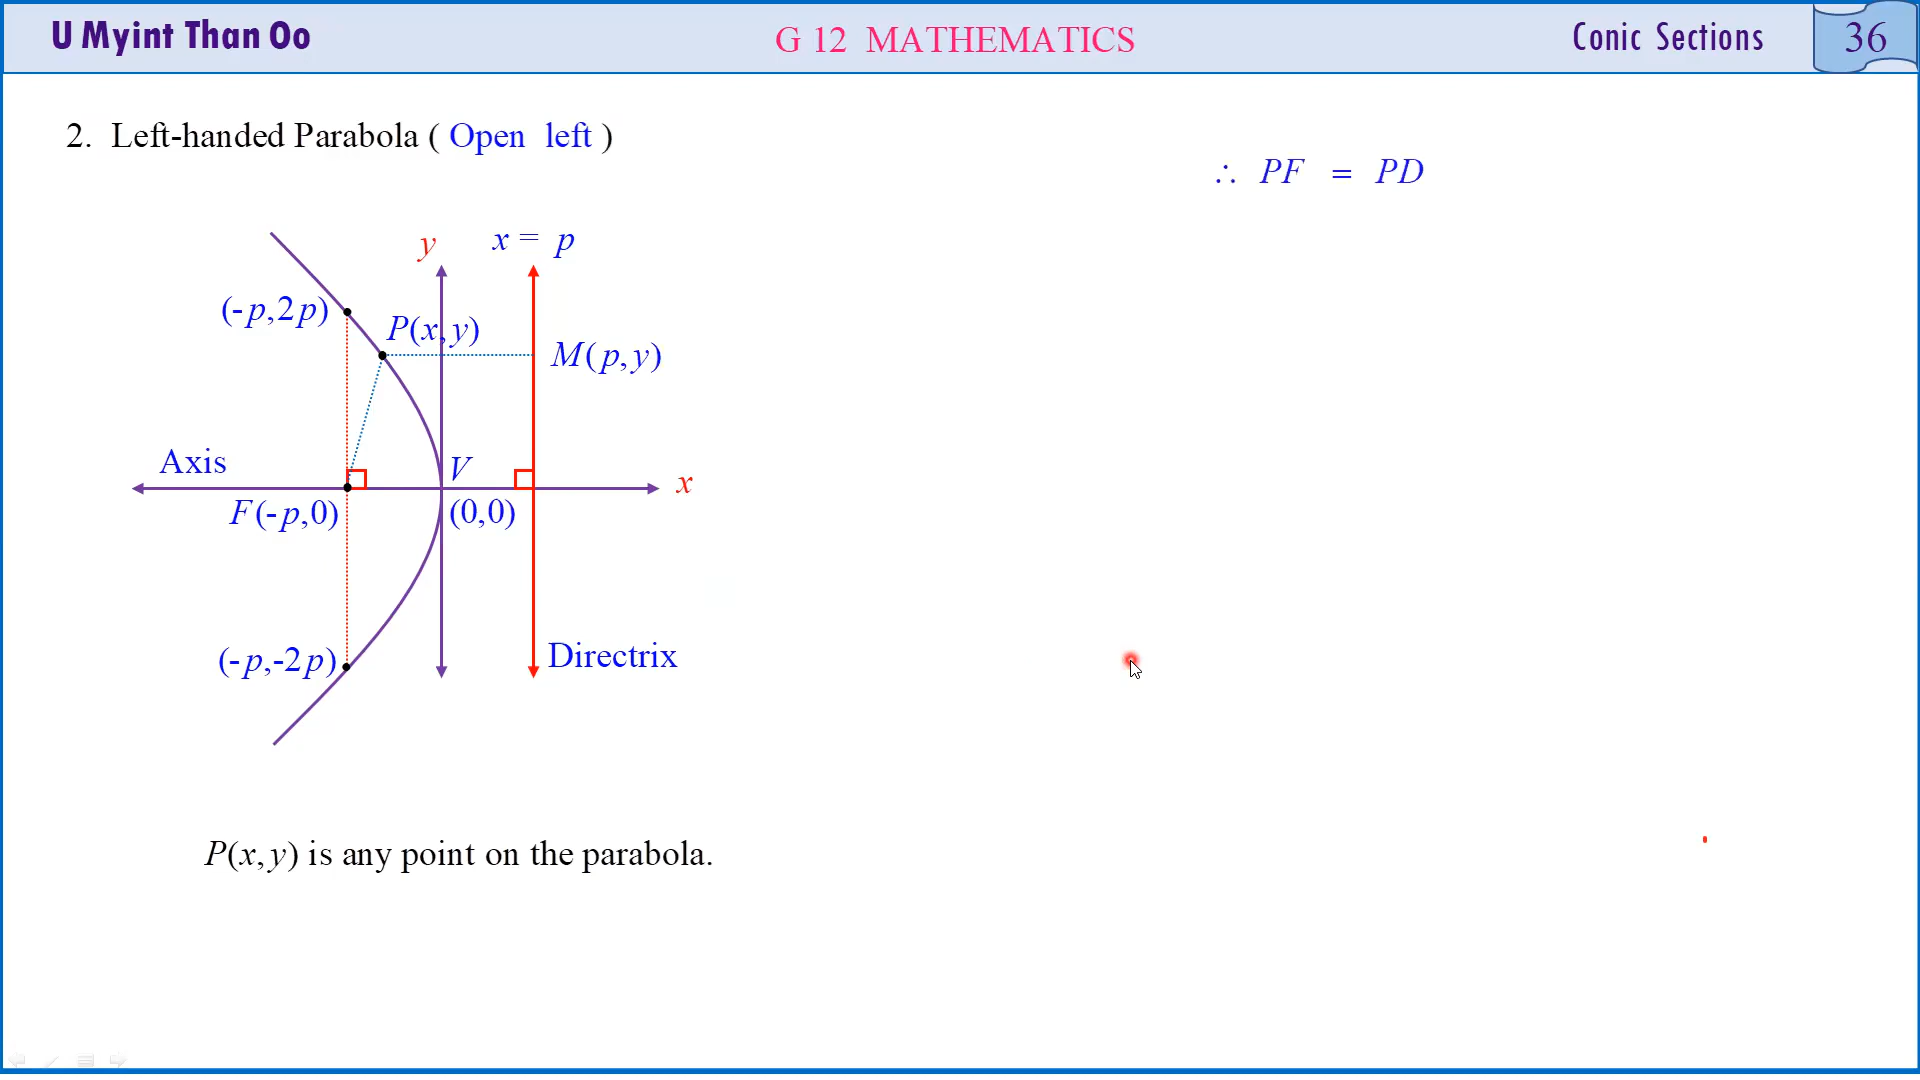 U Myint Than Oo
G 12 MATHEMATICS
Conic Sections
36
2. Left-handed Parabola ( Open left )
∴ PF = PD
y
x = p
(-p,2p)
P(x,y)
M(p,y)
Axis
V
x
F(-p,0)
(0,0)
(-p,-2p)
Directrix
P(x,y) is any point on the parabola.